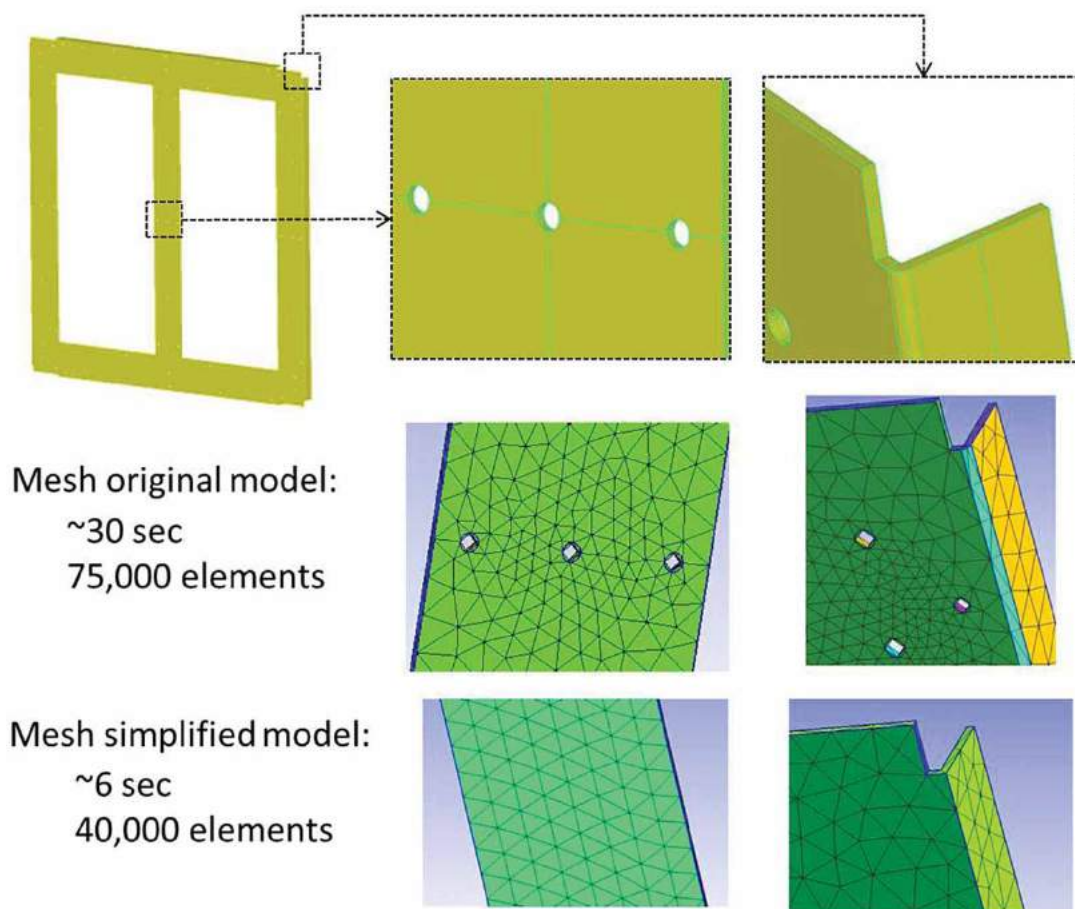 Mesh original model:
~30 sec
75,000 elements
Mesh simplified model:
~6 sec
40,000 elements